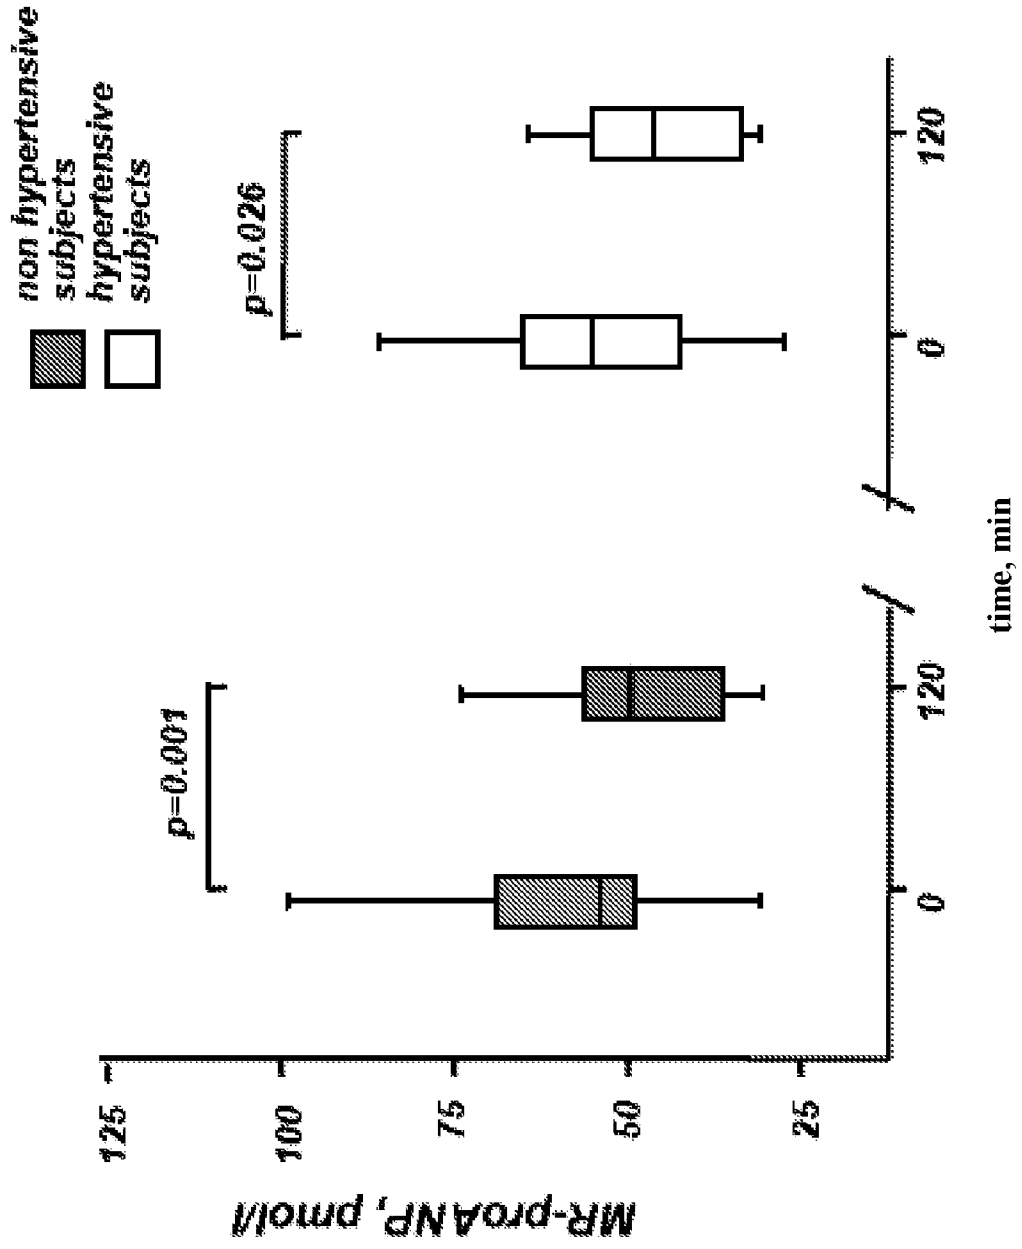 non hypertensive
subjects
hypertensive
subjects
p=0.026
p=0.001
125
100
75
50
25
MR-proANP, pmol/l
0
120
0
120
time, min